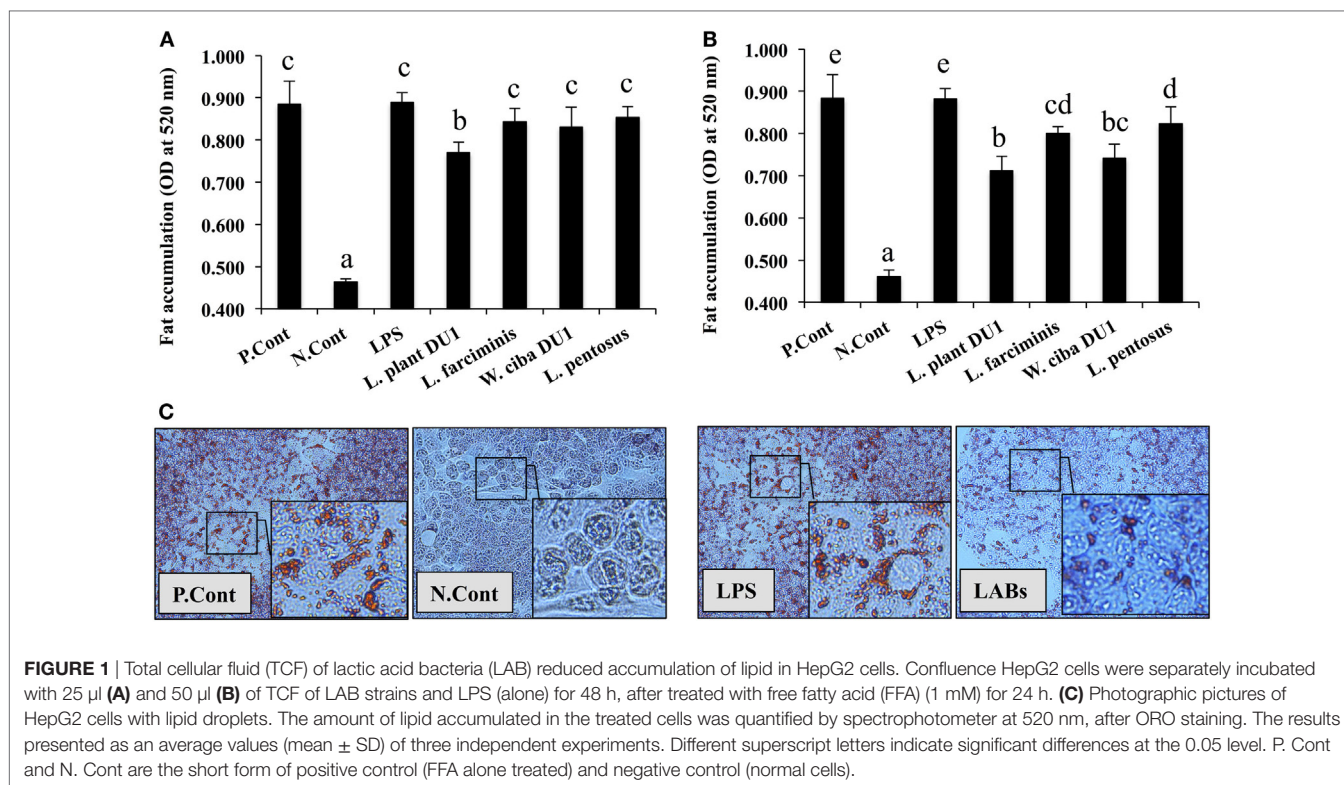 A
Fat accumulation (OD at 520 nm)
1.000
0.900
0.800
0.700
0.600
0.500
0.400
c
a
c
b
c
c
c
P.Cont
N.Cont
LPS
L. plant DU1
L. farciminis
W. ciba DU1
L. pentosus
B
Fat accumulation (OD at 520 nm)
1.000
0.900
0.800
0.700
0.600
0.500
0.400
e
a
e
b
cd
bc
d
P.Cont
N.Cont
LPS
L. plant DU1
L. farciminis
W. ciba DU1
L. pentosus
C
P.Cont
N.Cont
LPS
LABs
FIGURE 1 | Total cellular fluid (TCF) of lactic acid bacteria (LAB) reduced accumulation of lipid in HepG2 cells. Confluence HepG2 cells were separately incubated
with 25 µl (A) and 50 µl (B) of TCF of LAB strains and LPS (alone) for 48 h, after treated with free fatty acid (FFA) (1 mM) for 24 h. (C) Photographic pictures of
HepG2 cells with lipid droplets. The amount of lipid accumulated in the treated cells was quantified by spectrophotometer at 520 nm, after ORO staining. The results
presented as an average values (mean ± SD) of three independent experiments. Different superscript letters indicate significant differences at the 0.05 level. P. Cont
and N. Cont are the short form of positive control (FFA alone treated) and negative control (normal cells).